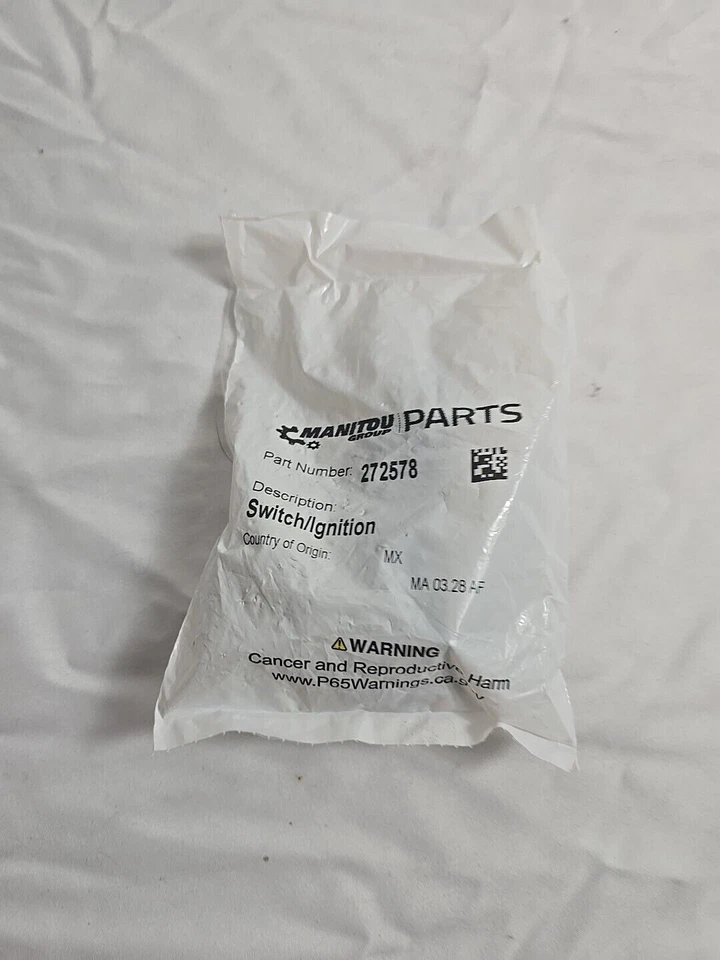 MANITOU GROUP PARTS
Part Number: 272578
Description:
Switch/Ignition
Country of Origin: MX
MA 03.28 AF
WARNING
Cancer and Reproductive Harm
www.P65Warnings.ca.gov